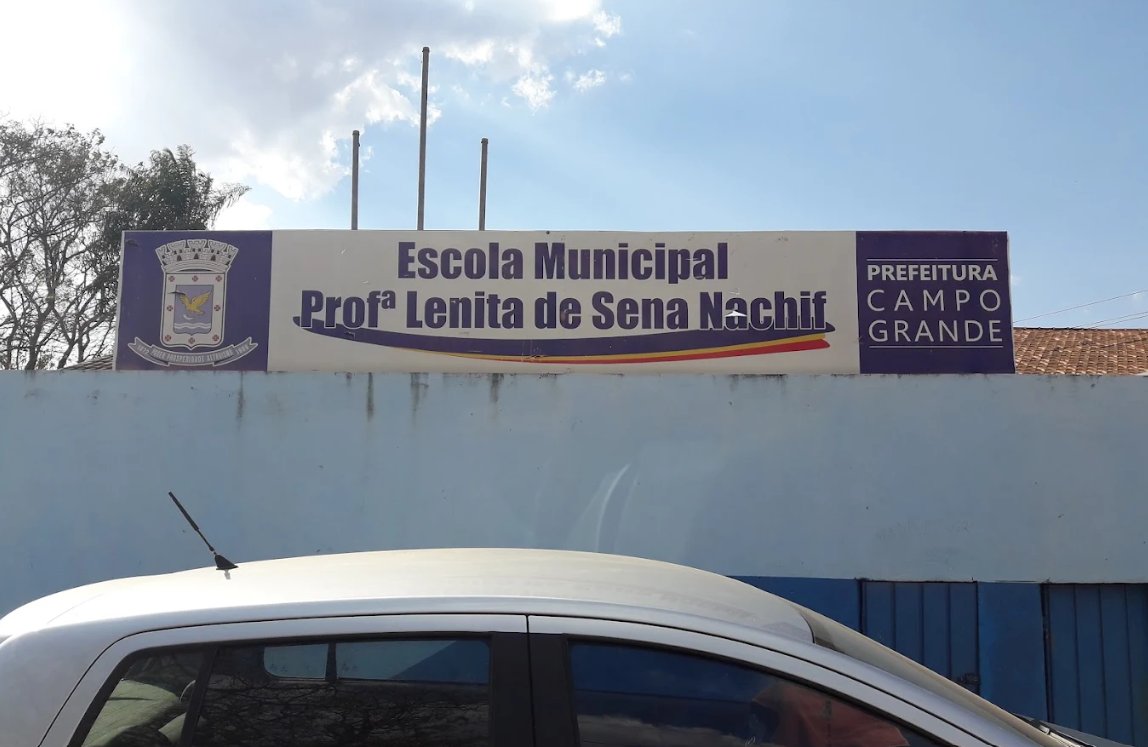 Escola Municipal
Profª Lenita de Sena Nachif
PREFEITURA
CAMPO
GRANDE